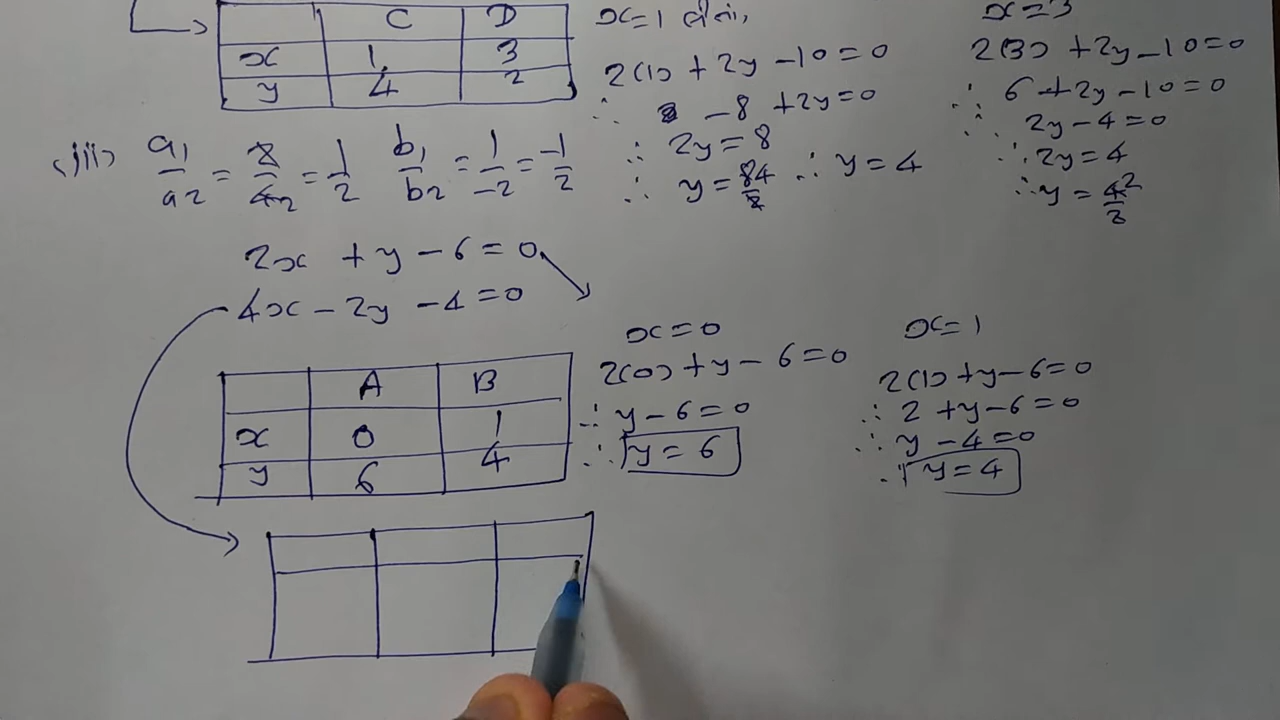 C D
x 1, 3
y 4 2
x=1 લેતાં,
2(1) + 2y -10=0
∴ -8 +2y=0
∴ 2y = 8
∴ y = 84/2 ∴ y = 4
x=3
2(3) +2y-10=0
∴ 6 +2y-10=0
∴ 2y-4=0
∴ 2y=4
∴ y = 4²/2
(iii) a1/a2 = 2/42 = 1/2 b1/b2 = 1/-2 = -1/2
2x + y - 6 = 0
4x - 2y - 4 = 0
A B
x 0 1
y 6 4
x=0
2(0)+y-6=0
∴ y-6=0
∴ y=6
x=1
2(1)+y-6=0
∴ 2+y-6=0
∴ y-4=0
∴ y=4